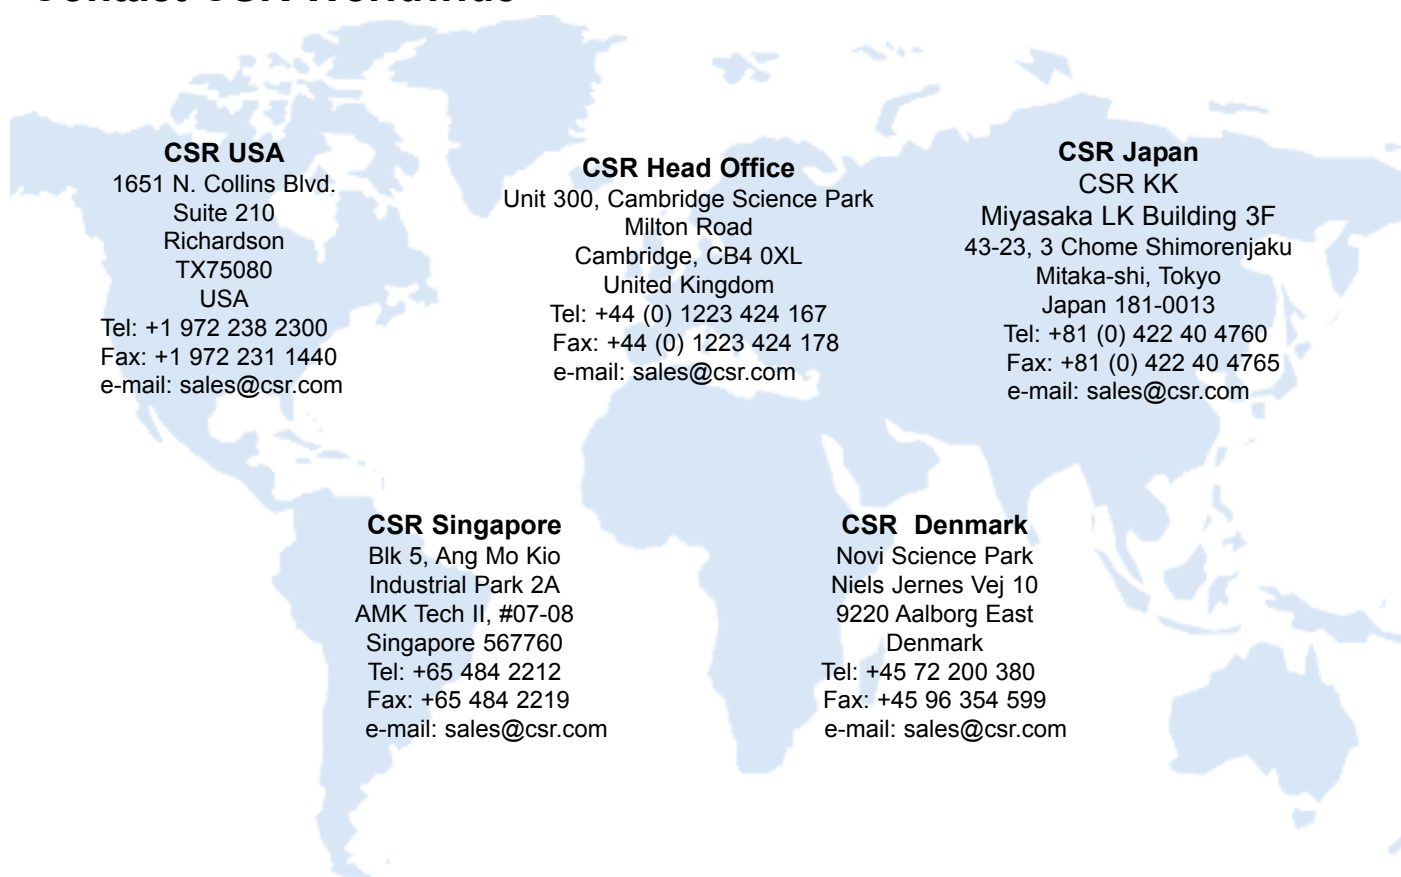 Contact CSR Worldwide
CSR USA
1651 N. Collins Blvd.
Suite 210
Richardson
TX75080
USA
Tel: +1 972 238 2300
Fax: +1 972 231 1440
e-mail: sales@csr.com
CSR Head Office
Unit 300, Cambridge Science Park
Milton Road
Cambridge, CB4 0XL
United Kingdom
Tel: +44 (0) 1223 424 167
Fax: +44 (0) 1223 424 178
e-mail: sales@csr.com
CSR Japan
CSR KK
Miyasaka LK Building 3F
43-23, 3 Chome Shimorenjaku
Mitaka-shi, Tokyo
Japan 181-0013
Tel: +81 (0) 422 40 4760
Fax: +81 (0) 422 40 4765
e-mail: sales@csr.com
CSR Singapore
Blk 5, Ang Mo Kio
Industrial Park 2A
AMK Tech II, #07-08
Singapore 567760
Tel: +65 484 2212
Fax: +65 484 2219
e-mail: sales@csr.com
CSR  Denmark
Novi Science Park
Niels Jernes Vej 10
9220 Aalborg East
Denmark
Tel: +45 72 200 380
Fax: +45 96 354 599
e-mail: sales@csr.com